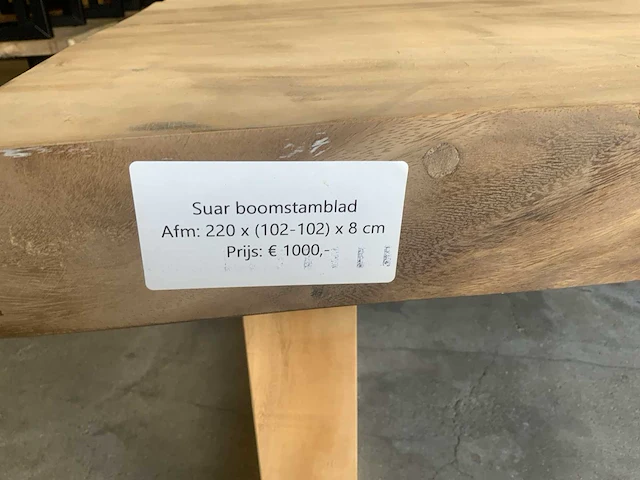 Suar boomstamblad
Afm: 220 x (102-102) x 8 cm
Prijs: € 1000,-